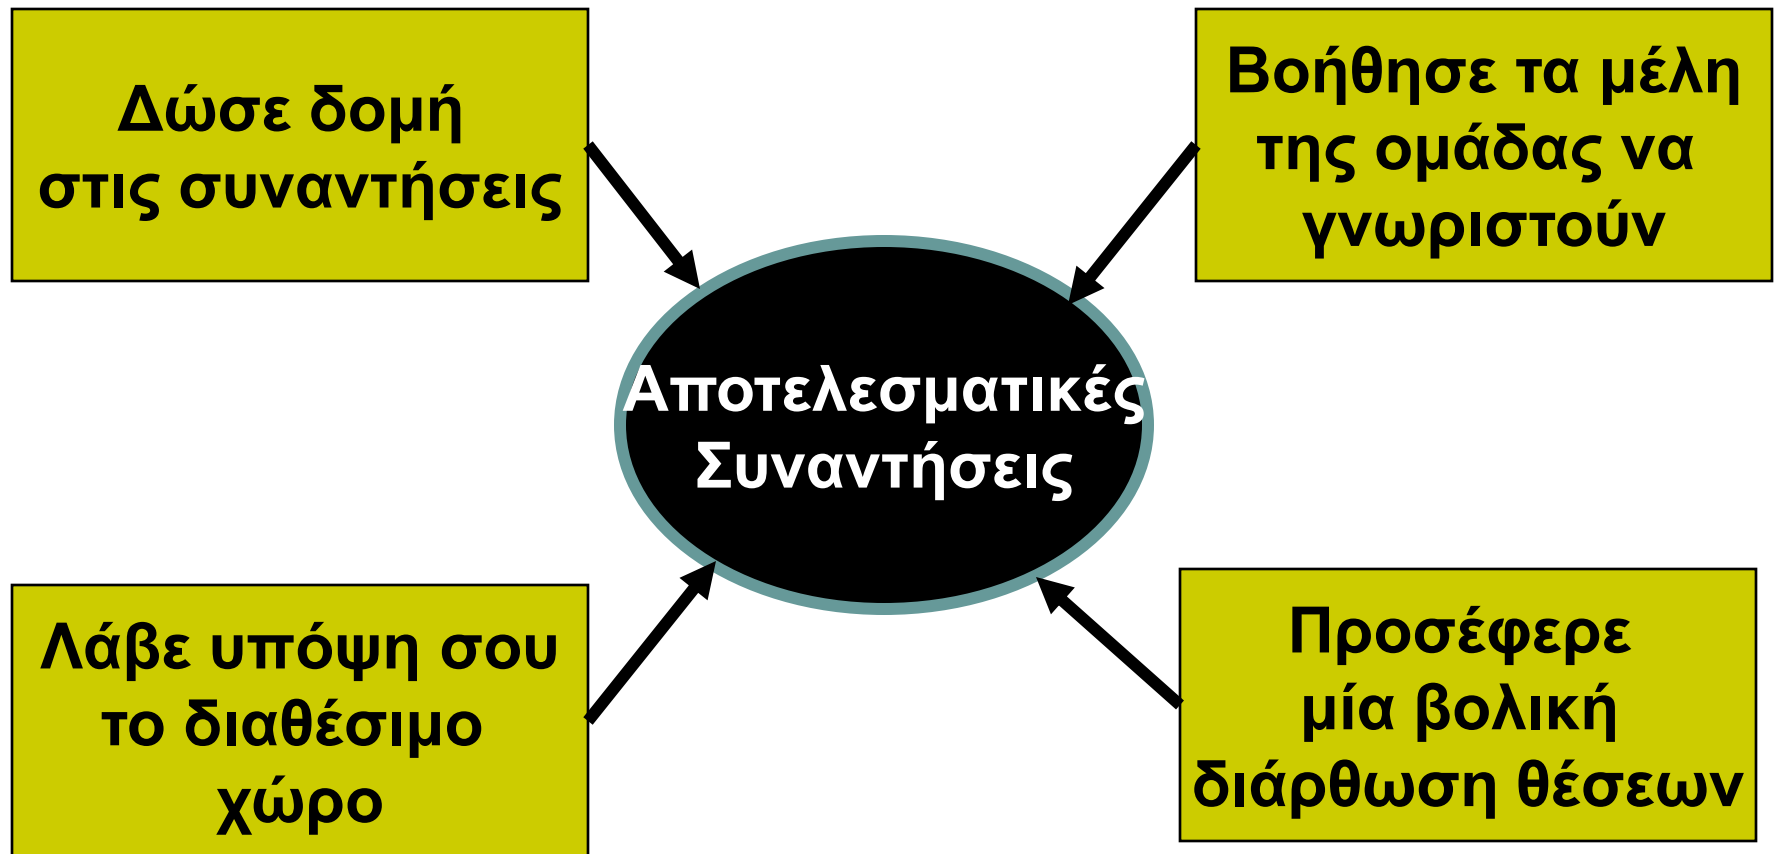 Δώσε δομή
στις συναντήσεις
Βοήθησε τα μέλη
της ομάδας να
γνωριστούν
Αποτελεσματικές
Συναντήσεις
Λάβε υπόψη σου
το διαθέσιμο
χώρο
Προσέφερε
μία βολική
διάρθωση θέσεων